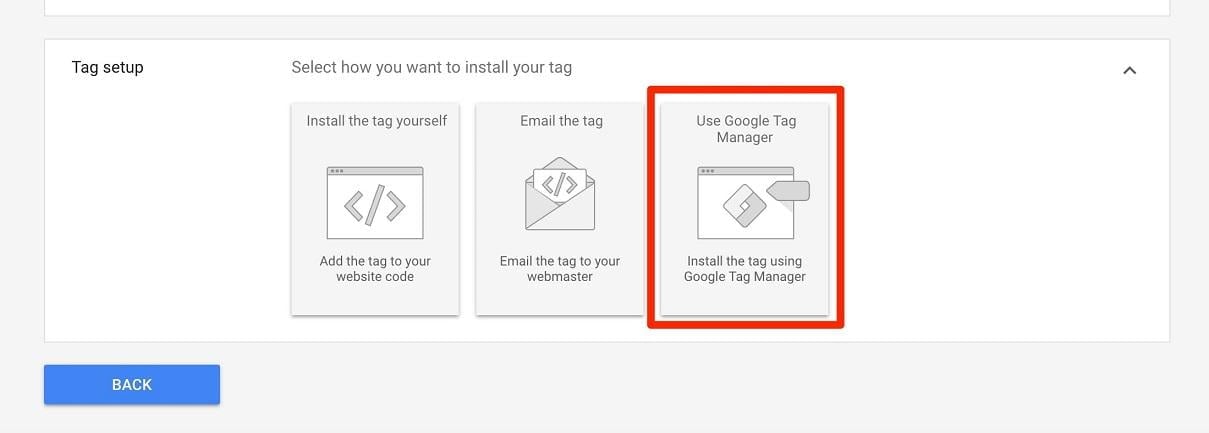 Tag setup
Select how you want to install your tag
Install the tag yourself
Add the tag to your
website code
Email the tag
Email the tag to your
webmaster
Use Google Tag
Manager
Install the tag using
Google Tag Manager
BACK